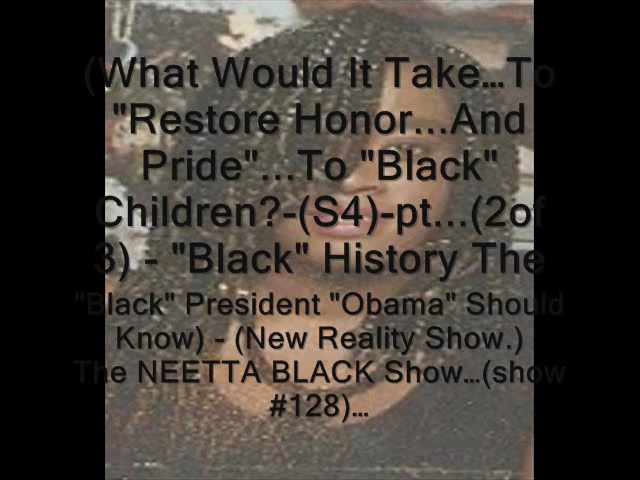 (What Would It Take...To
"Restore Honor...And
Pride"...To "Black"
Children?-(S4)-pt...(2of
3) - "Black" History The
"Black" President "Obama" Should
Know) - (New Reality Show.)
The NEETTA BLACK Show...(show
#128)...